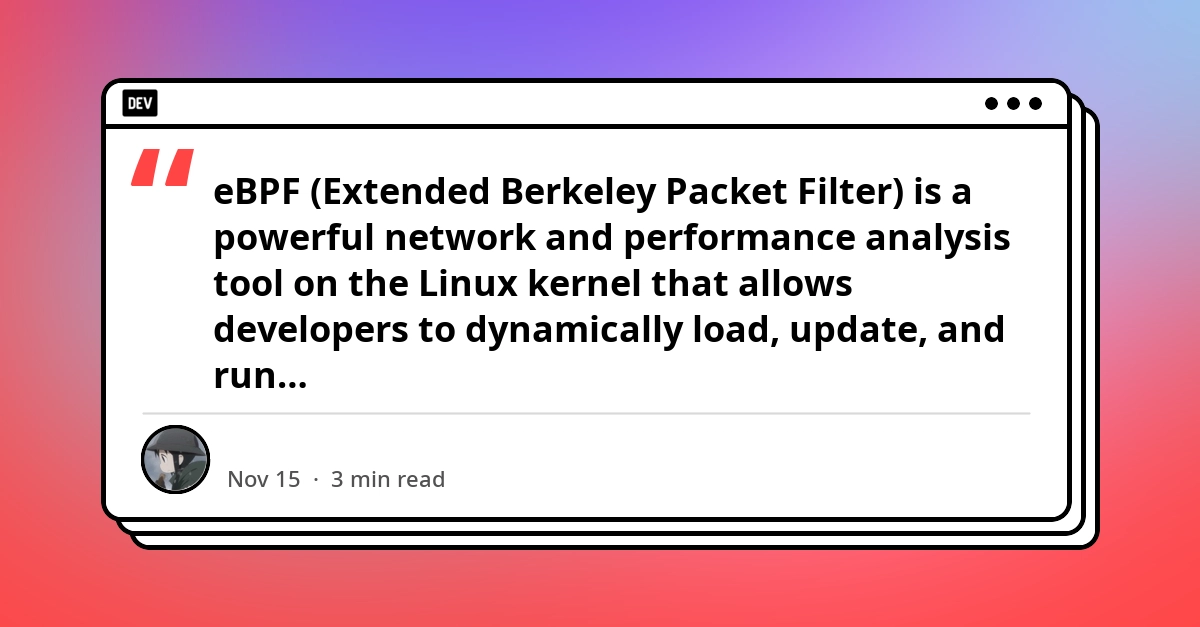 DEV
eBPF (Extended Berkeley Packet Filter) is a
powerful network and performance analysis
tool on the Linux kernel that allows
developers to dynamically load, update, and
run...
Nov 15 · 3 min read